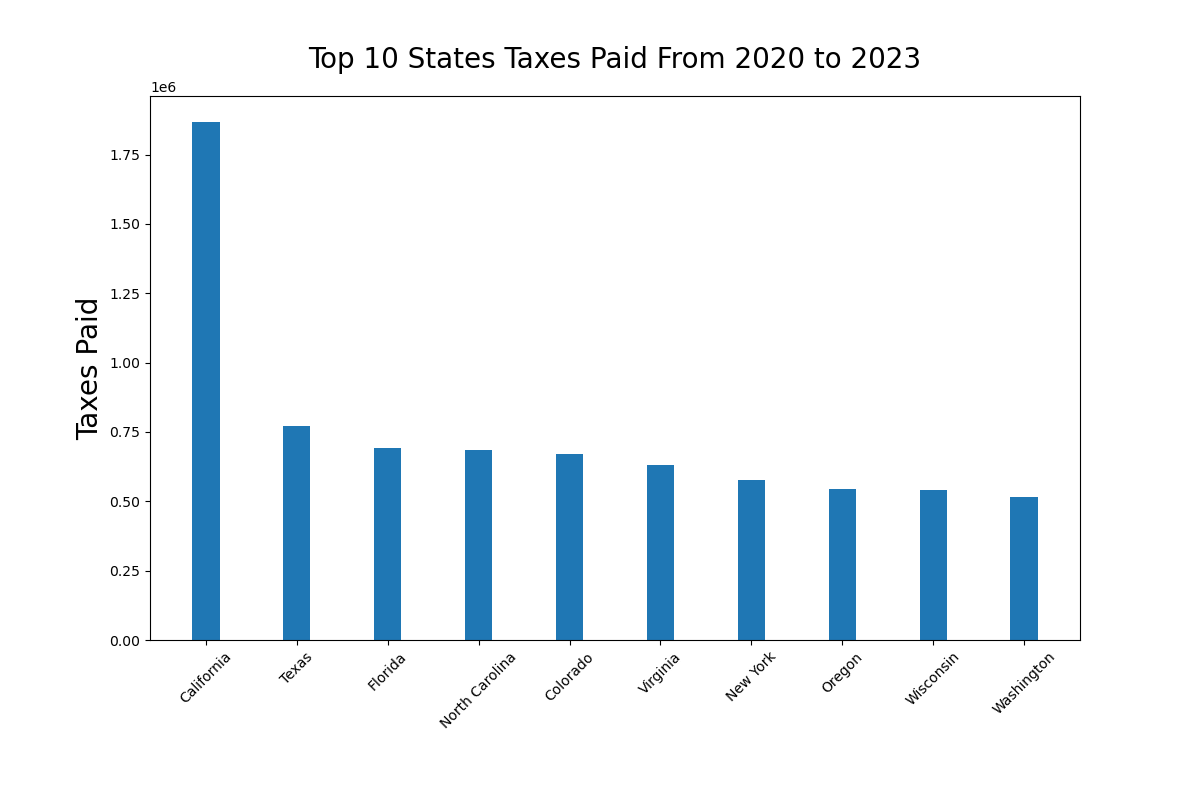 Top 10 States Taxes Paid From 2020 to 2023
1e6
Taxes Paid
1.75
1.50
1.25
1.00
0.75
0.50
0.25
0.00
California
Texas
Florida
North Carolina
Colorado
Virginia
New York
Oregon
Wisconsin
Washington